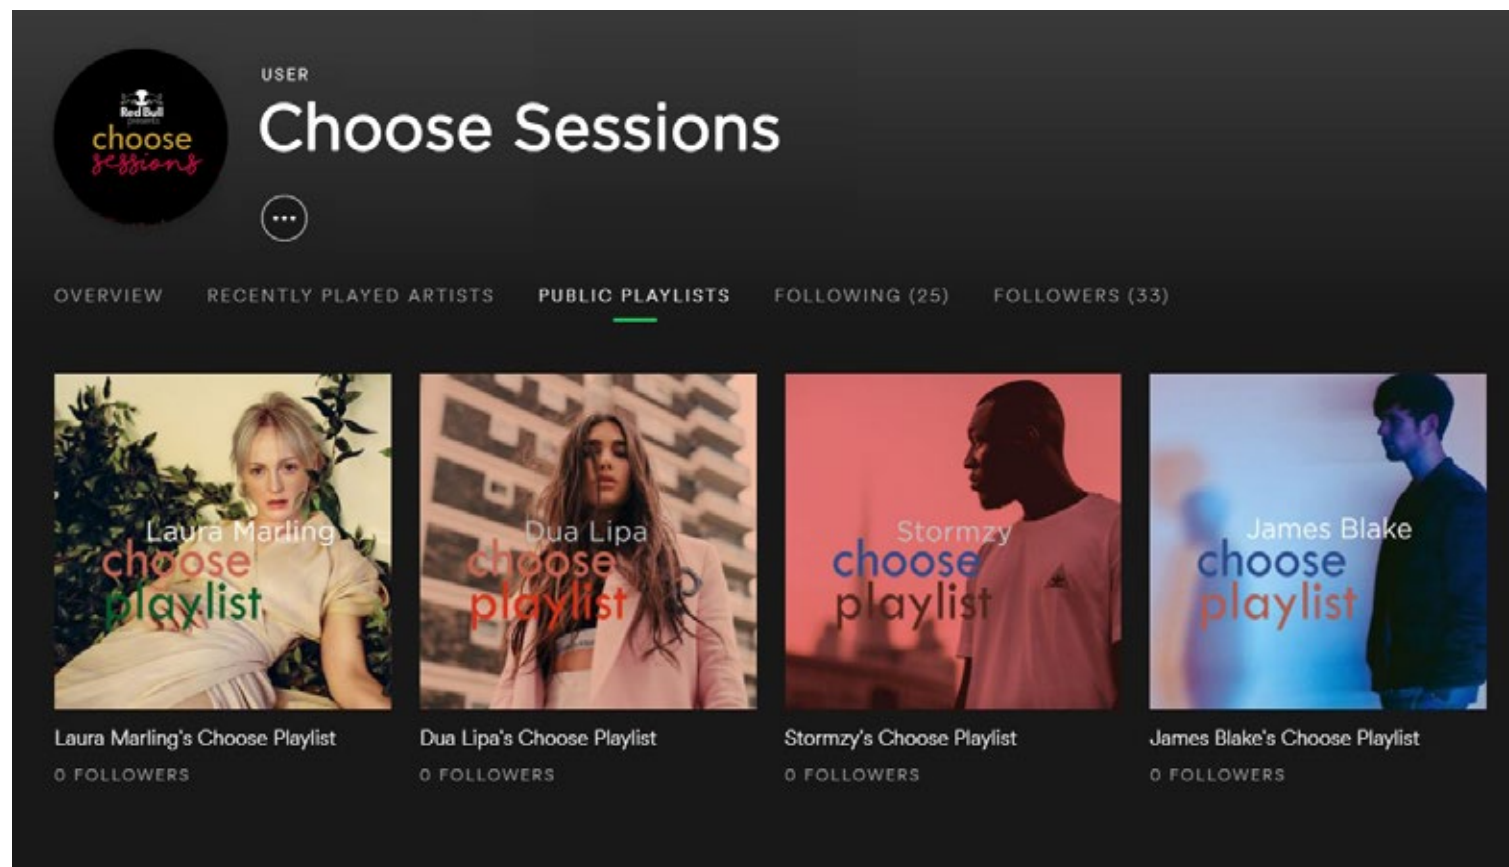 Red Bull
presents
choose
sessions
USER
Choose Sessions
OVERVIEW RECENTLY PLAYED ARTISTS PUBLIC PLAYLISTS FOLLOWING (25) FOLLOWERS (33)
Laura Marling
choose
playlist
Dua Lipa
choose
playlist
Stormzy
choose
playlist
James Blake
choose
playlist
Laura Marling's Choose Playlist
0 FOLLOWERS
Dua Lipa's Choose Playlist
0 FOLLOWERS
Stormzy's Choose Playlist
0 FOLLOWERS
James Blake's Choose Playlist
0 FOLLOWERS